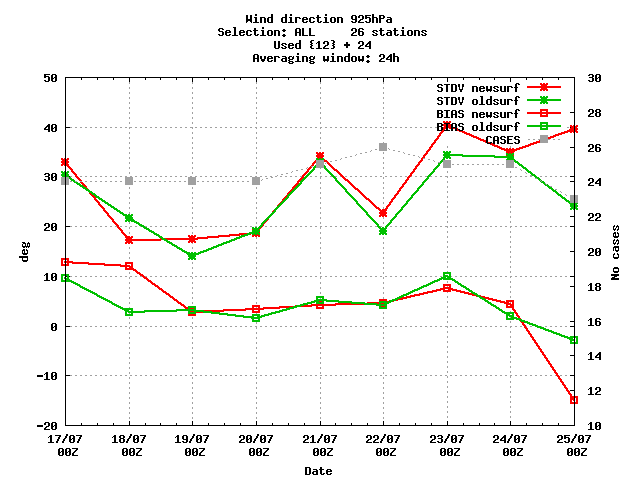 Wind direction 925hPa
Selection: ALL 26 stations
Used {12} + 24
Averaging window: 24h
50 30
STDV newsurf
STDV oldsurf
28
BIAS newsurf
40 BIAS oldsurf
CASES
26
30 24
22
20
20
deg
No cases
10 18
16
0
14
-10
12
-20 10
17/07 18/07 19/07 20/07 21/07 22/07 23/07 24/07 25/07
00Z 00Z 00Z 00Z 00Z 00Z 00Z 00Z 00Z
Date